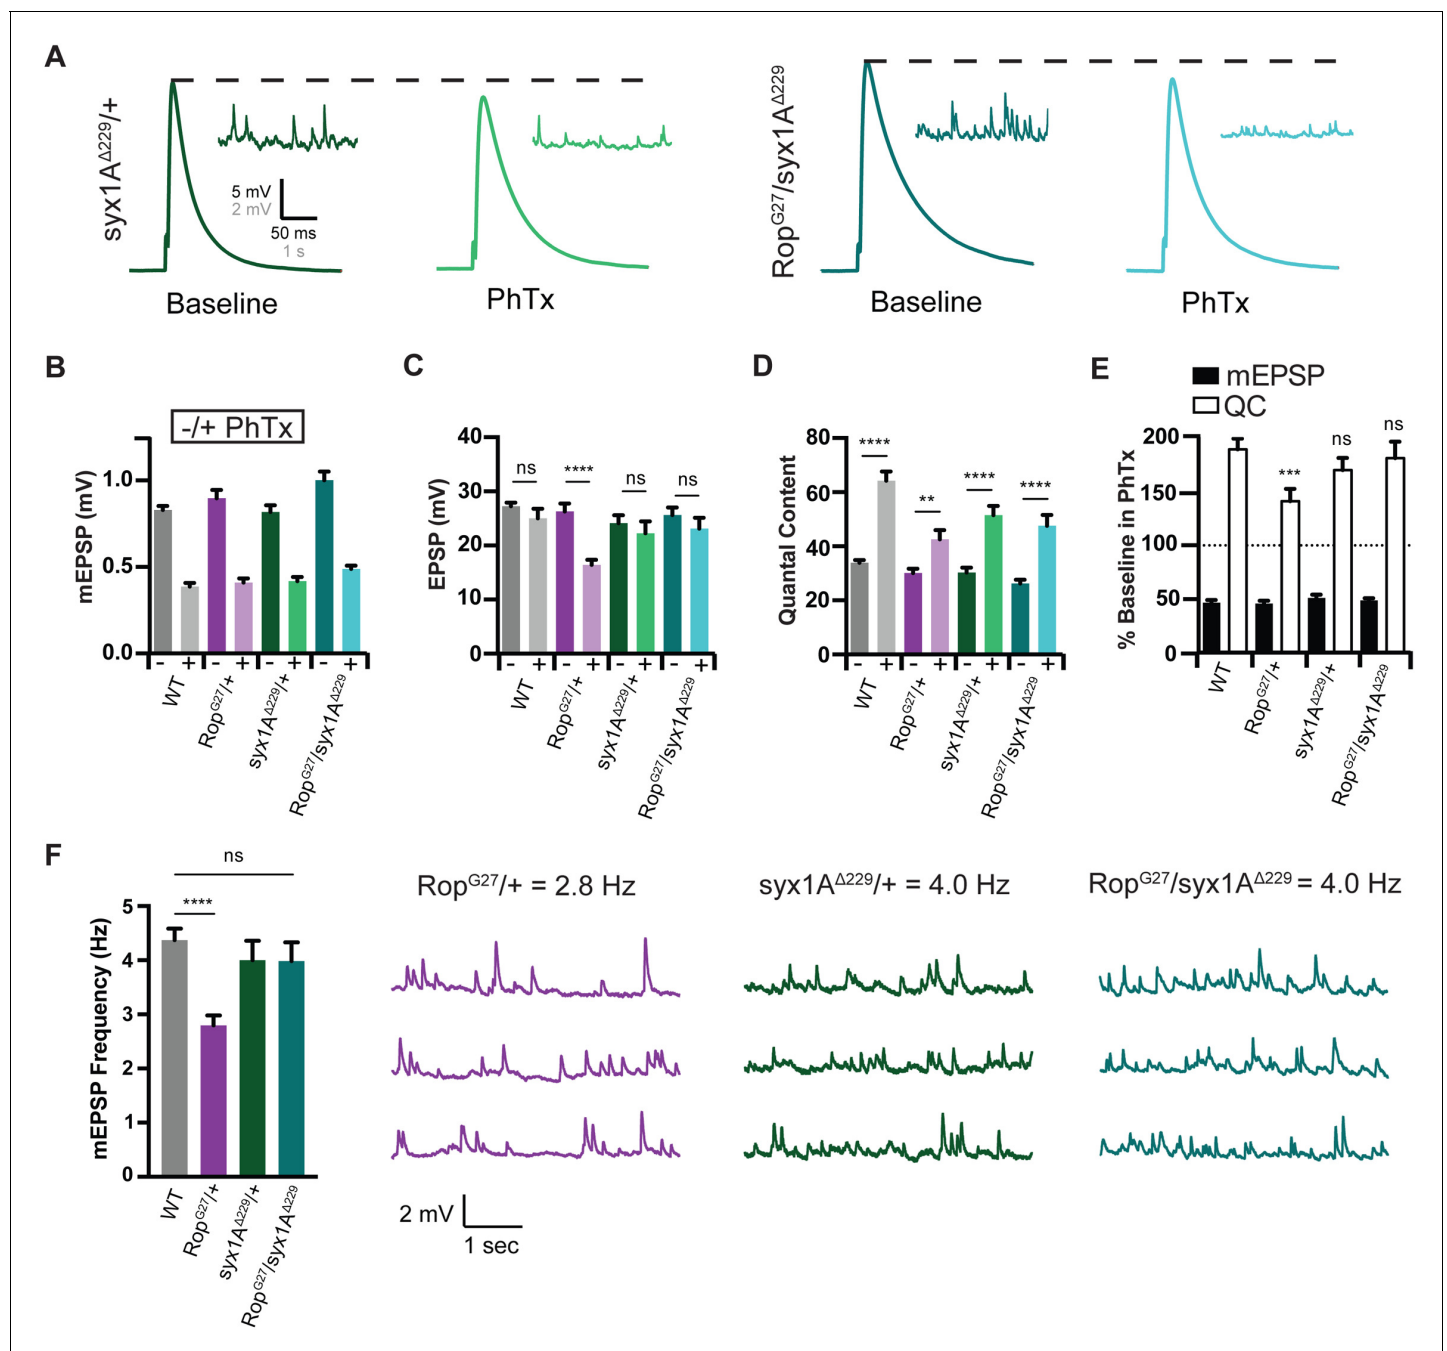 A
syx1AΔ229/+
5 mV
2 mV
50 ms
1 s
Baseline
PhTx
RopG27/syx1AΔ229
Baseline
PhTx
B
-/+ PhTx
mEPSP (mV)
1.0
0.5
0.0
- + - + - + - +
WT
RopG27/+
syx1AΔ229/+
RopG27/syx1AΔ229
C
EPSP (mV)
40
30
20
10
0
ns
****
ns
ns
- + - + - + - +
WT
RopG27/+
syx1AΔ229/+
RopG27/syx1AΔ229
D
Quantal Content
80
60
40
20
0
****
**
****
****
- + - + - + - +
WT
RopG27/+
syx1AΔ229/+
RopG27/syx1AΔ229
E
mEPSP
QC
% Baseline in PhTx
200
150
100
50
0
***
ns
ns
WT
RopG27/+
syx1AΔ229/+
RopG27/syx1AΔ229
F
ns
****
mEPSP Frequency (Hz)
5
4
3
2
1
0
WT
RopG27/+
syx1AΔ229/+
RopG27/syx1AΔ229
RopG27/+ = 2.8 Hz
syx1AΔ229/+ = 4.0 Hz
RopG27/syx1AΔ229 = 4.0 Hz
2 mV
1 sec